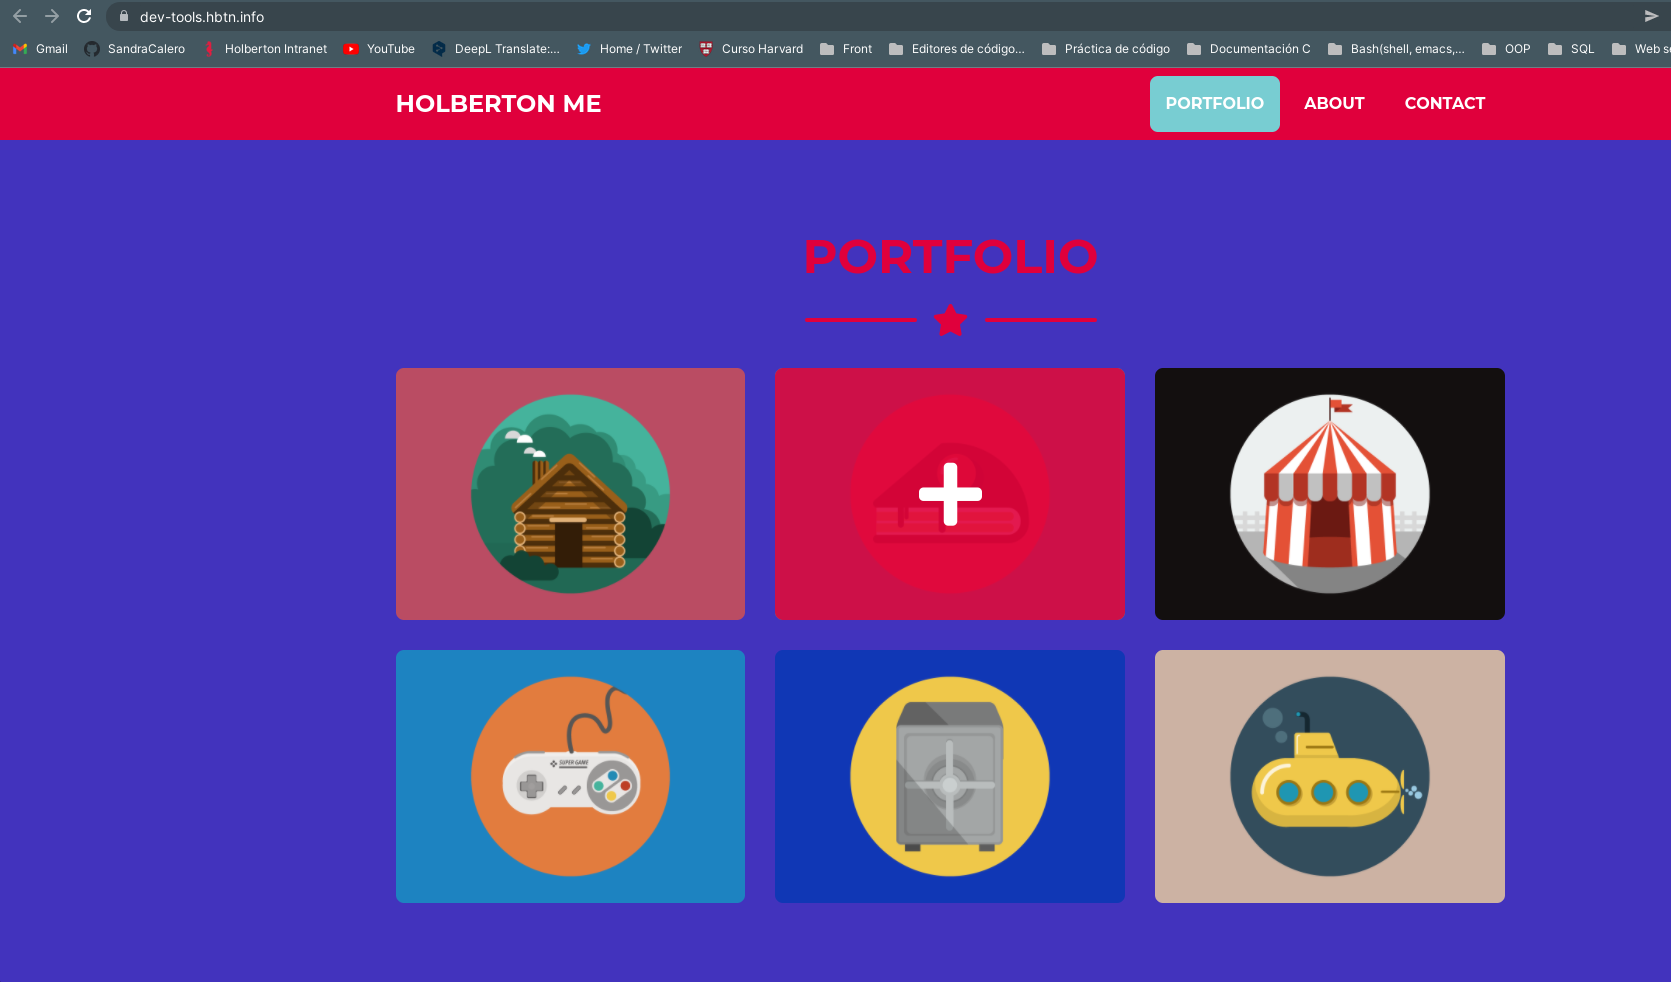 dev-tools.hbtn.info
Gmail SandraCalero Holberton Intranet YouTube DeepL Translate:... Home / Twitter Curso Harvard Front Editores de código... Práctica de código Documentación C Bash(shell, emacs,... OOP SQL Web se
HOLBERTON ME PORTFOLIO ABOUT CONTACT
PORTFOLIO
SUPER GAME